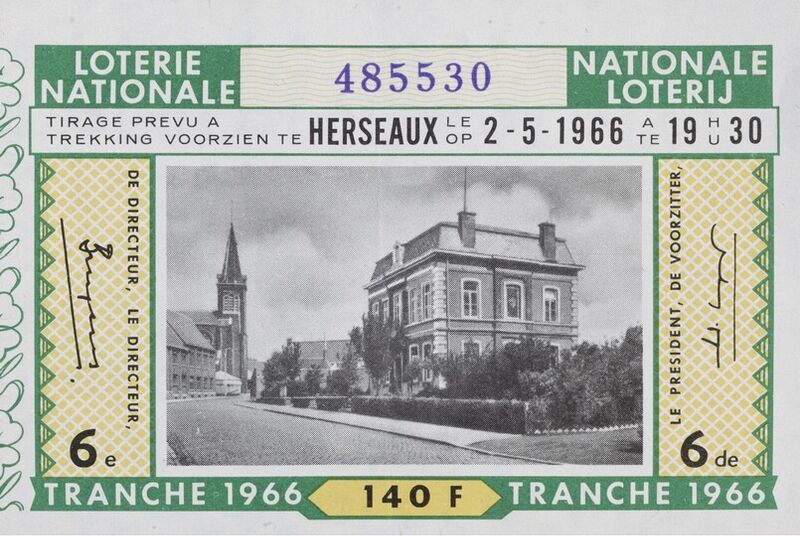 LOTERIE NATIONALE
485530
NATIONALE LOTERIJ
TIRAGE PREVU A
TREKKING VOORZIEN TE
HERSEAUX
LE
OP
2-5-1966
A
TE
19
H
U
30
DE DIRECTEUR, LE DIRECTEUR,
LE PRESIDENT, DE VOORZITTER,
6e
6de
TRANCHE 1966
140 F
TRANCHE 1966